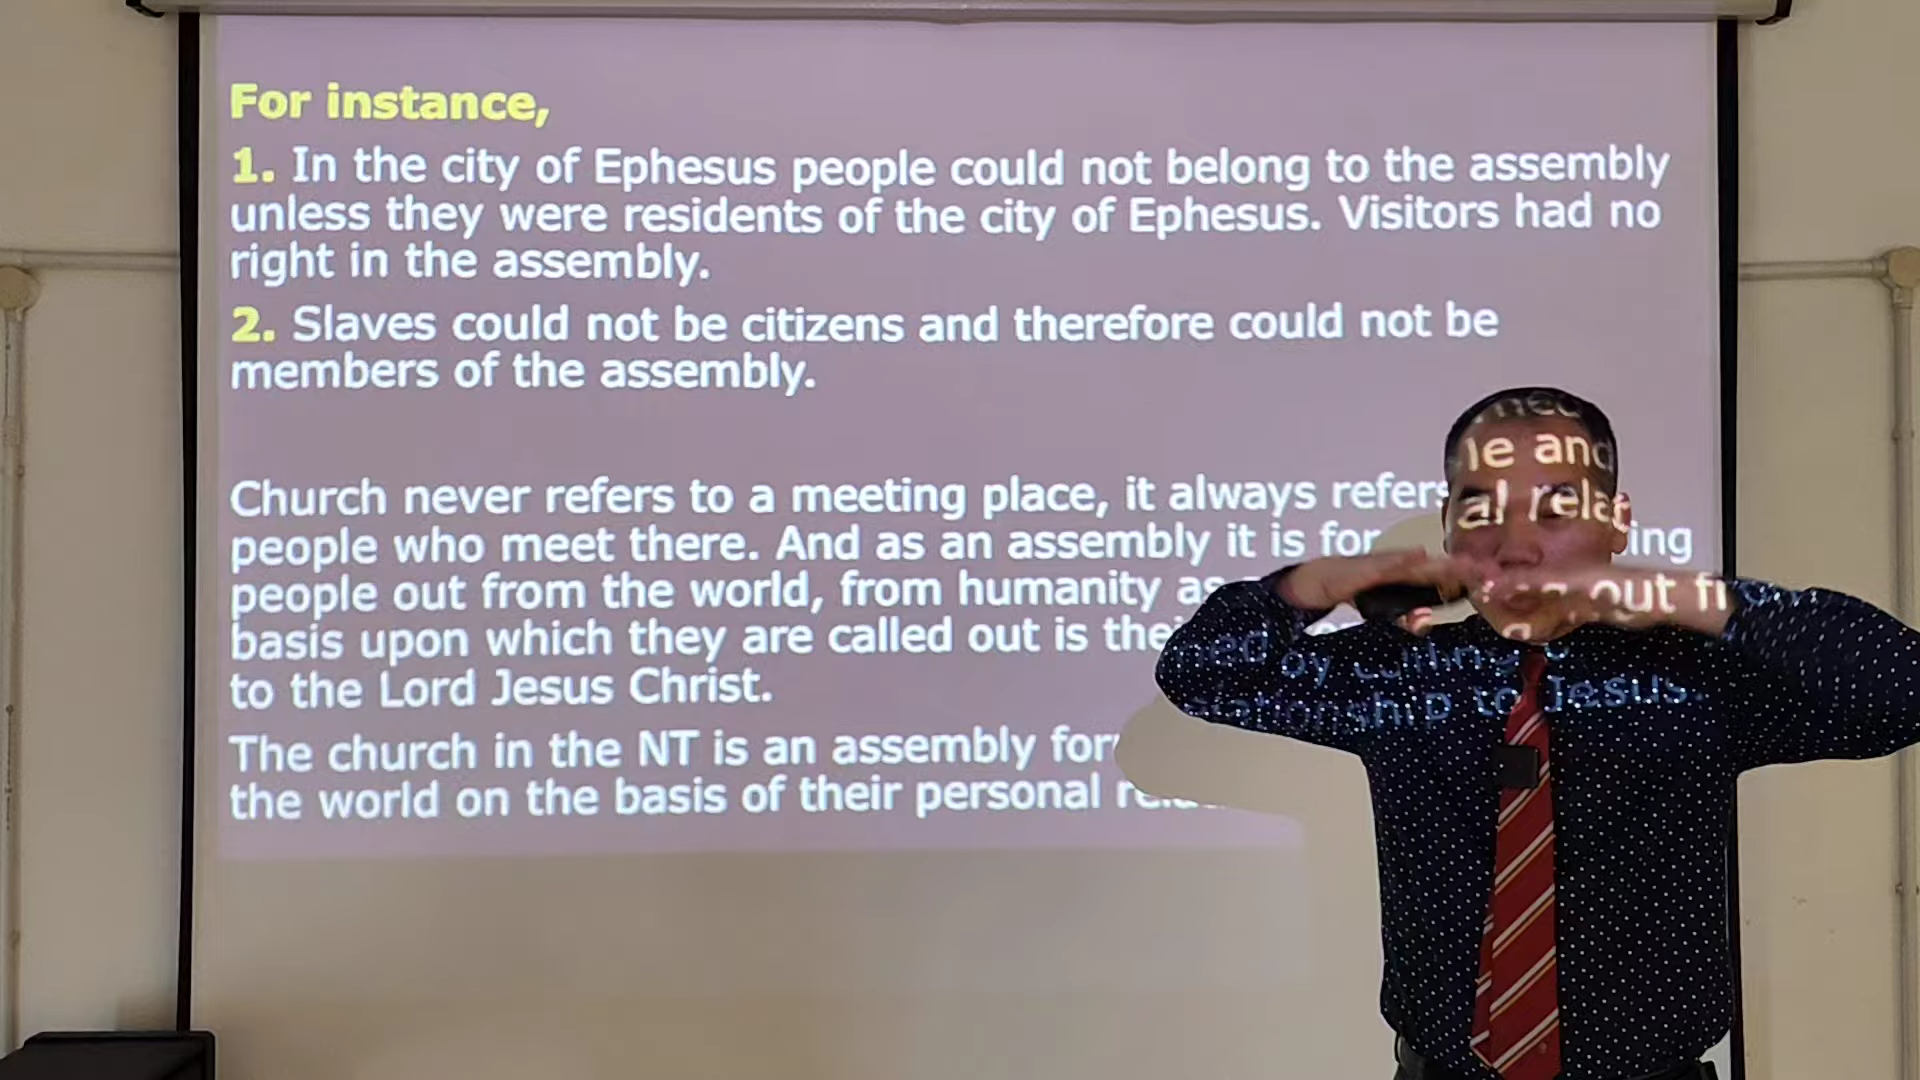 For instance,
1. In the city of Ephesus people could not belong to the assembly
unless they were residents of the city of Ephesus. Visitors had no
right in the assembly.
2. Slaves could not be citizens and therefore could not be
members of the assembly.
Church never refers to a meeting place, it always refers
people who meet there. And as an assembly it is for
people out from the world, from humanity as
basis upon which they are called out is
to the Lord Jesus Christ.
The church in the NT is an assembly by
the world on the basis of their personal relationship to Jesus.